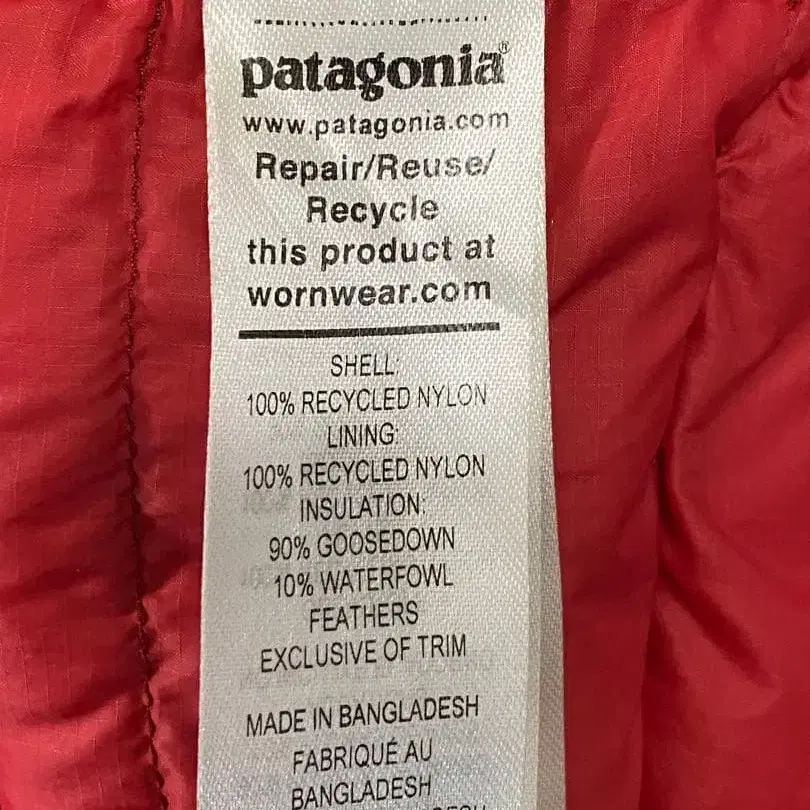 patagonia®
www.patagonia.com
Repair/Reuse/
Recycle
this product at
wornwear.com
SHELL:
100% RECYCLED NYLON
LINING:
100% RECYCLED NYLON
INSULATION:
90% GOOSEDOWN
10% WATERFOWL
FEATHERS
EXCLUSIVE OF TRIM
MADE IN BANGLADESH
FABRIQUÉ AU
BANGLADESH